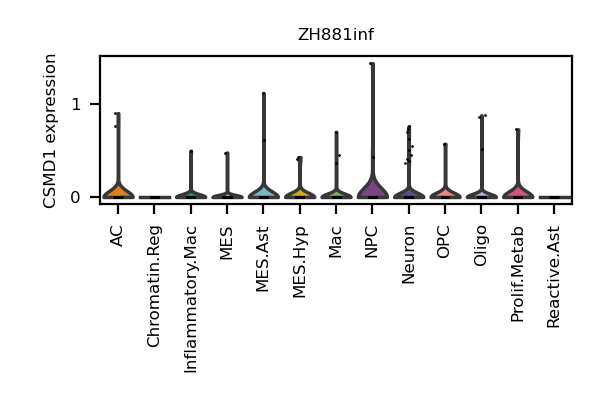 ZH881inf
CSMD1 expression
1
0
AC
Chromatin.Reg
Inflammatory.Mac
MES
MES.Ast
MES.Hyp
Mac
NPC
Neuron
OPC
Oligo
Prolif.Metab
Reactive.Ast